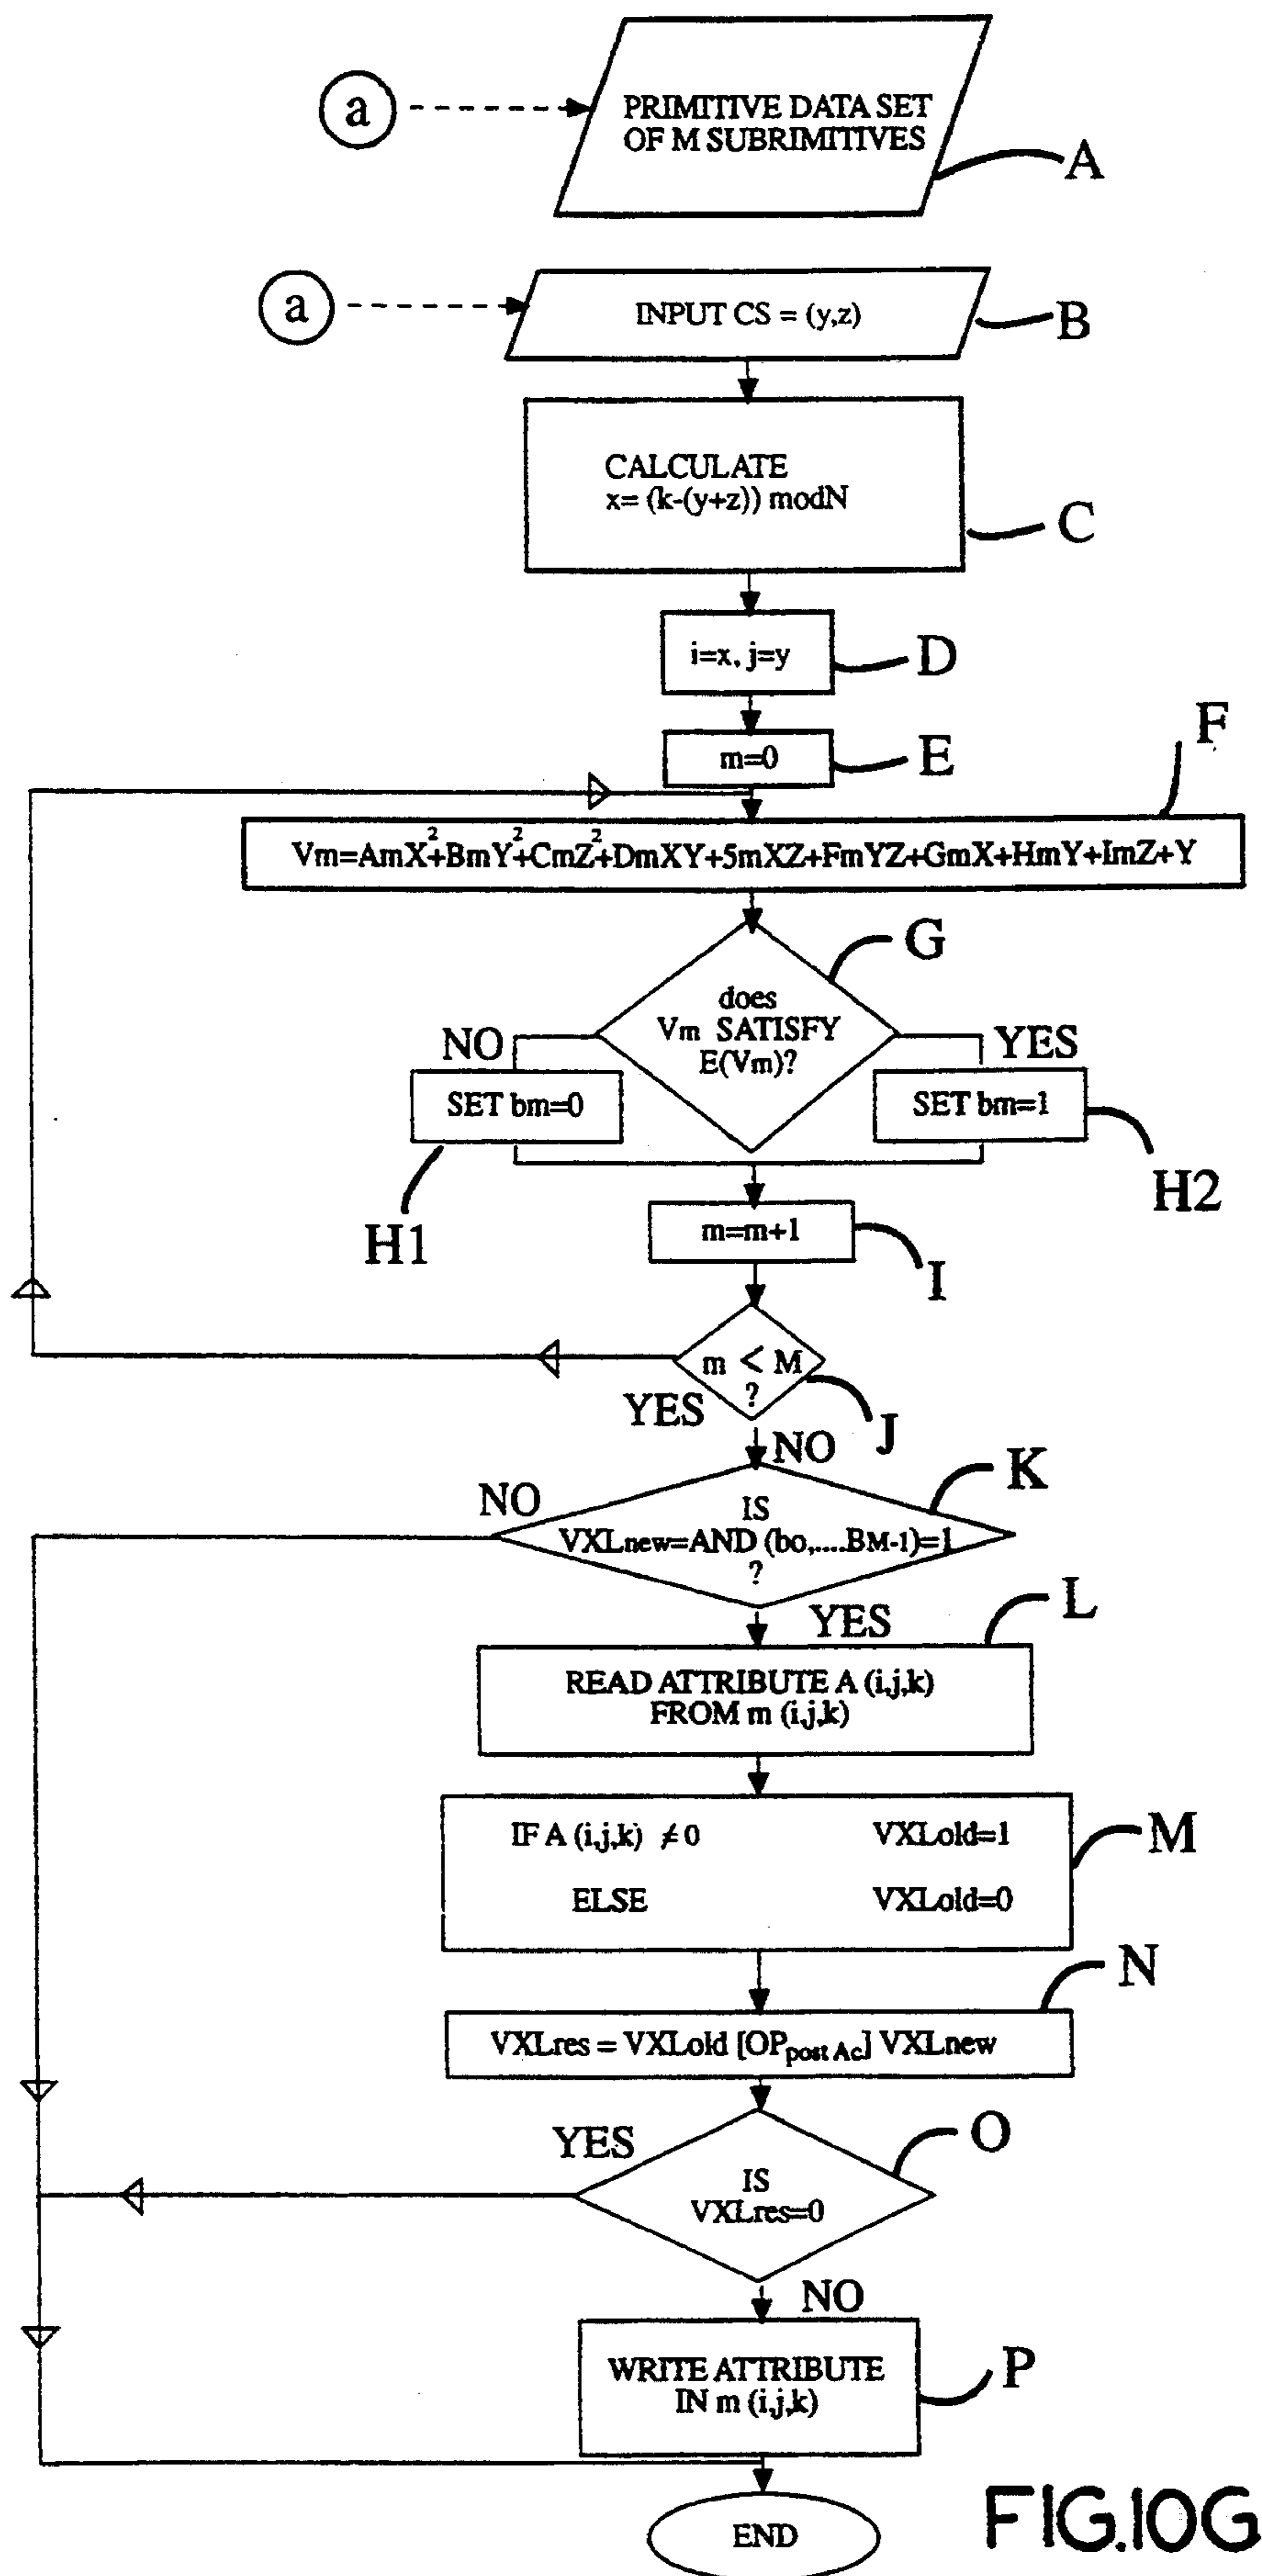 a
PRIMITIVE DATA SET
OF M SUBRIMITIVES
A
a
INPUT CS = (y,z)
B
CALCULATE
x= (k-(y+z)) modN
C
i=x, j=y
D
m=0
E
F
Vm=AmX²+BmY²+CmZ²+DmXY+5mXZ+FmYZ+GmX+HmY+ImZ+Y
G
does
Vm SATISFY
E(Vm)?
NO
YES
SET bm=0
SET bm=1
H1
H2
m=m+1
I
m < M
?
YES
J
NO
K
NO
IS
VXLnew=AND (bo,....BM-1)=1
?
YES
L
READ ATTRIBUTE A (i,j,k)
FROM m (i,j,k)
IF A (i,j,k) ≠ 0 VXLold=1
M
ELSE VXLold=0
N
VXLres = VXLold [OPpost Ac] VXLnew
YES
O
IS
VXLres=0
NO
WRITE ATTRIBUTE
IN m (i,j,k)
P
END
FIG.10G